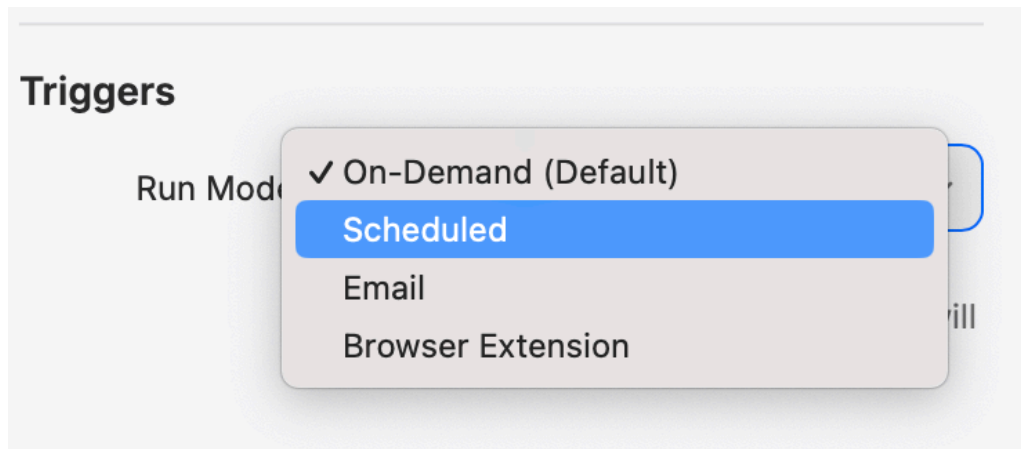 Triggers
Run Mode
✓ On-Demand (Default)
Scheduled
Email
Browser Extension